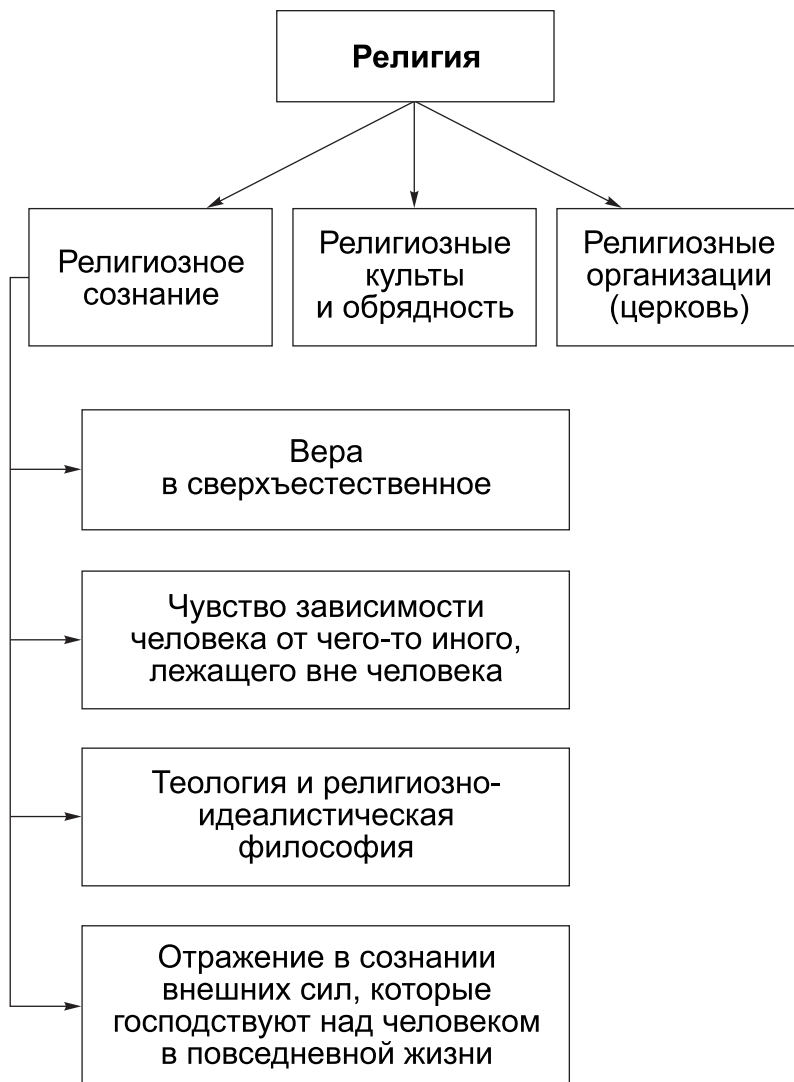 Религия
Религиозное
сознание
Религиозные
культы
и обрядность
Религиозные
организации
(церковь)
Вера
в сверхъестественное
Чувство зависимости
человека от чего-то иного,
лежащего вне человека
Теология и религиозно-
идеалистическая
философия
Отражение в сознании
внешних сил, которые
господствуют над человеком
в повседневной жизни